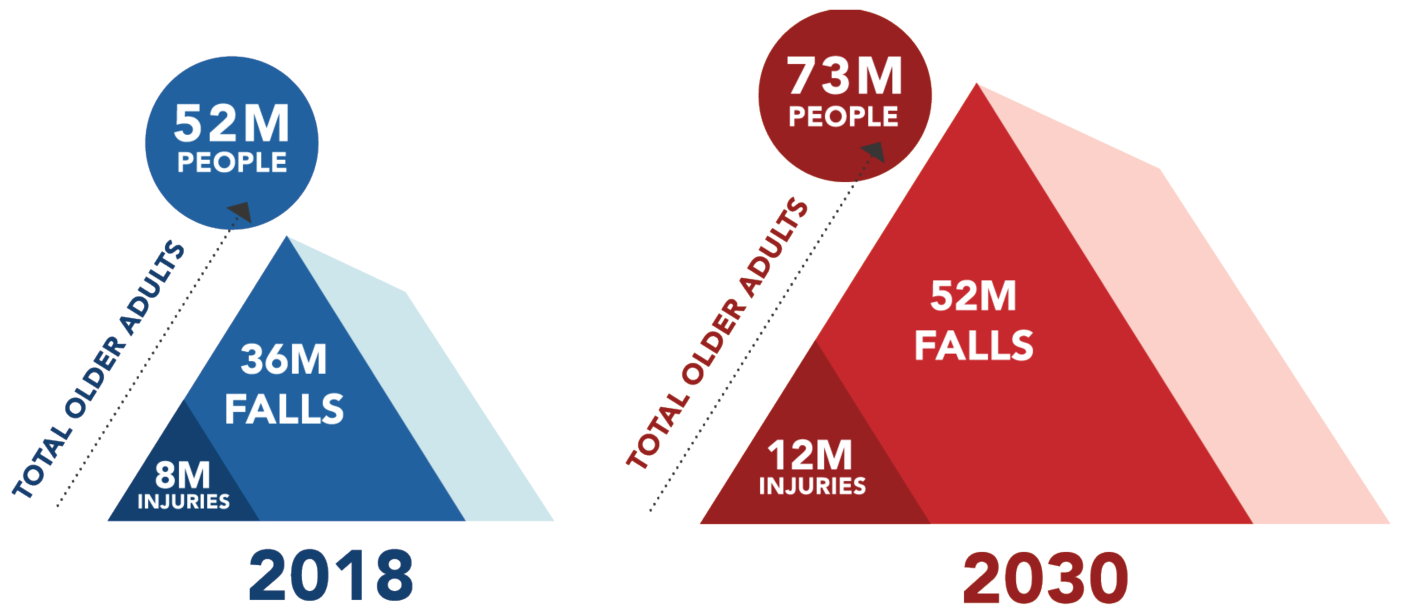 52M
PEOPLE
TOTAL OLDER ADULTS
36M
FALLS
8M
INJURIES
2018
73M
PEOPLE
TOTAL OLDER ADULTS
52M
FALLS
12M
INJURIES
2030